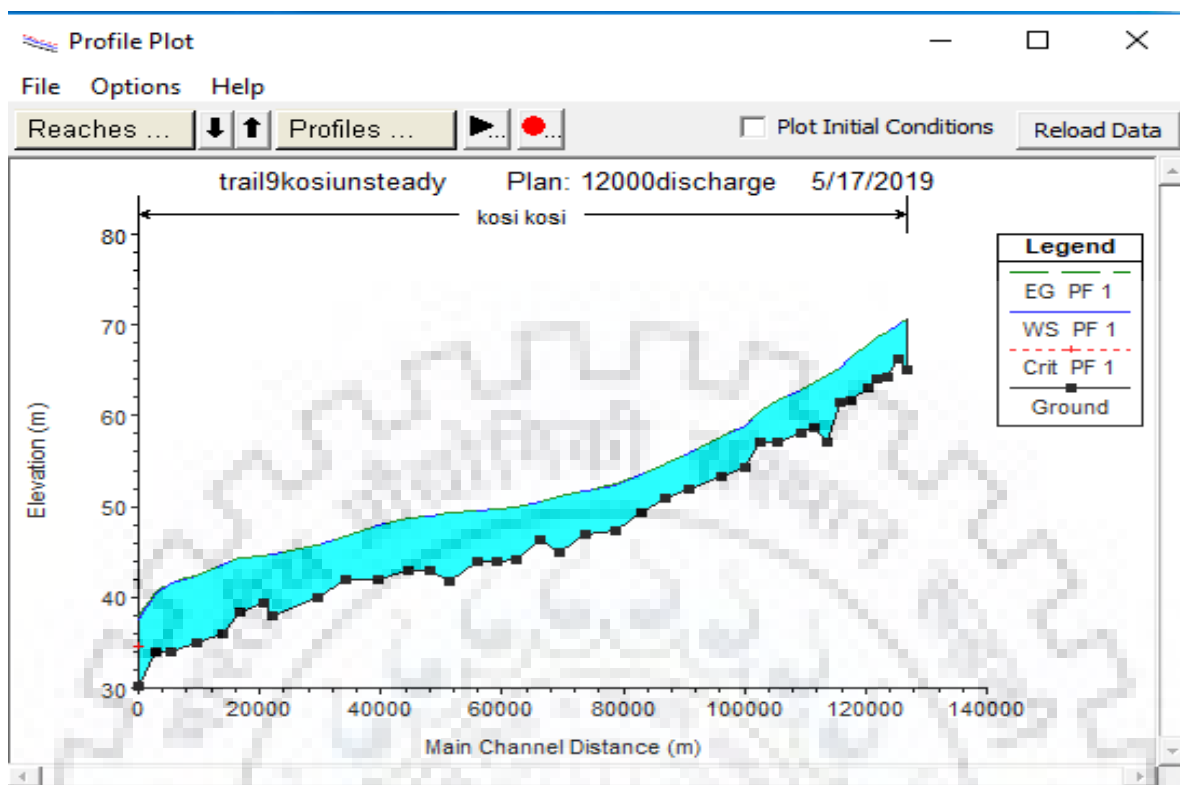 Profile Plot
File Options Help
Reaches ... Profiles ... ... ... Plot Initial Conditions Reload Data
trail9kosiunsteady Plan: 12000discharge 5/17/2019
kosi kosi
Legend
EG PF 1
WS PF 1
Crit PF 1
Ground
80
70
60
50
40
30
Elevation (m)
0 20000 40000 60000 80000 100000 120000 140000
Main Channel Distance (m)